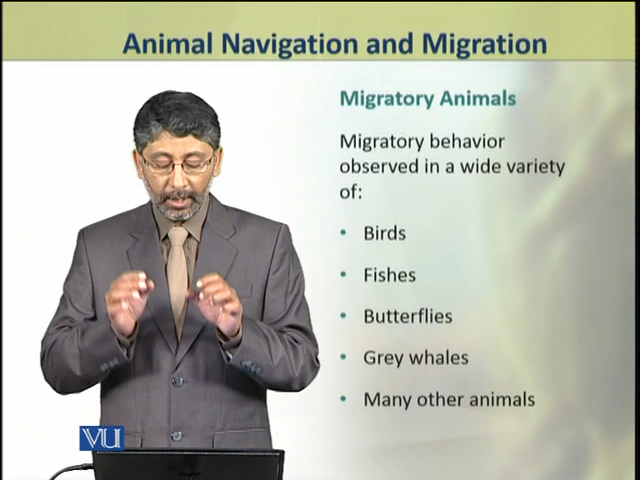 Animal Navigation and Migration
Migratory Animals
Migratory behavior
observed in a wide variety
of:
• Birds
• Fishes
• Butterflies
• Grey whales
• Many other animals
VU